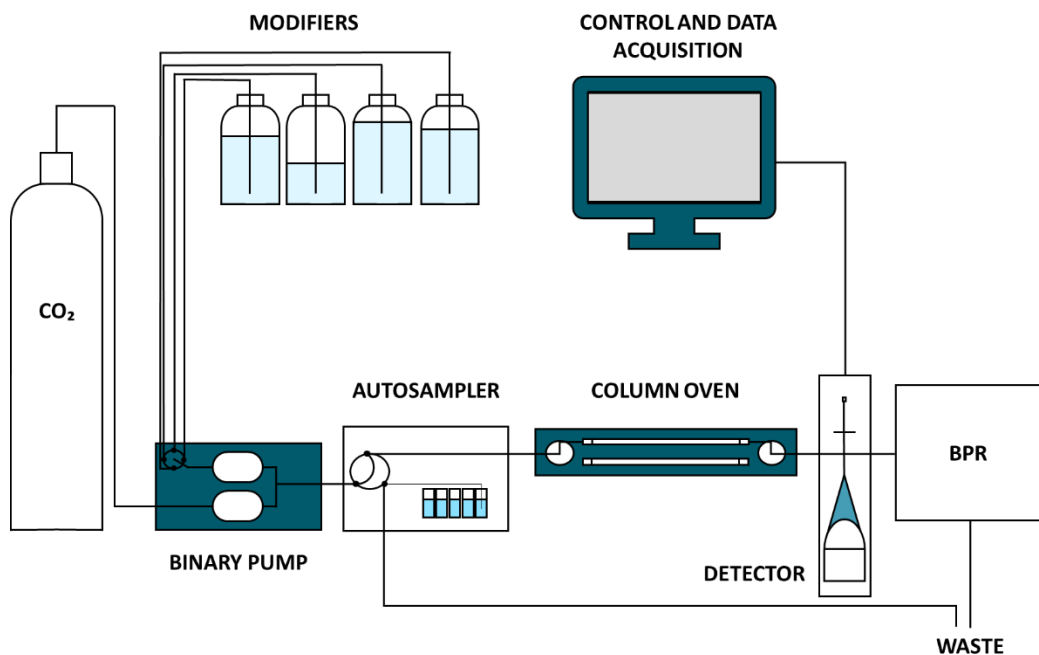 MODIFIERS
CONTROL AND DATA
ACQUISITION
CO₂
AUTOSAMPLER
COLUMN OVEN
BPR
BINARY PUMP
DETECTOR
WASTE